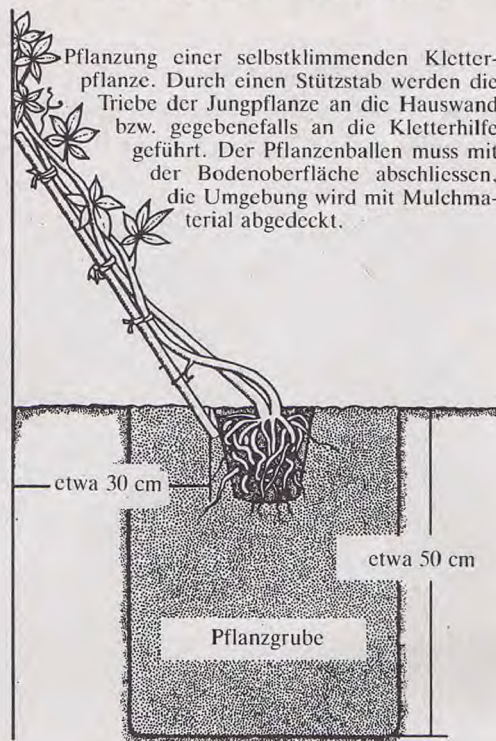 Pflanzung einer selbstklimmenden Kletter-
pflanze. Durch einen Stützstab werden die
Triebe der Jungpflanze an die Hauswand
bzw. gegebenefalls an die Kletterhilfe
geführt. Der Pflanzenballen muss mit
der Bodenoberfläche abschliessen,
die Umgebung wird mit Mulchma-
terial abgedeckt.
etwa 30 cm
etwa 50 cm
Pflanzgrube